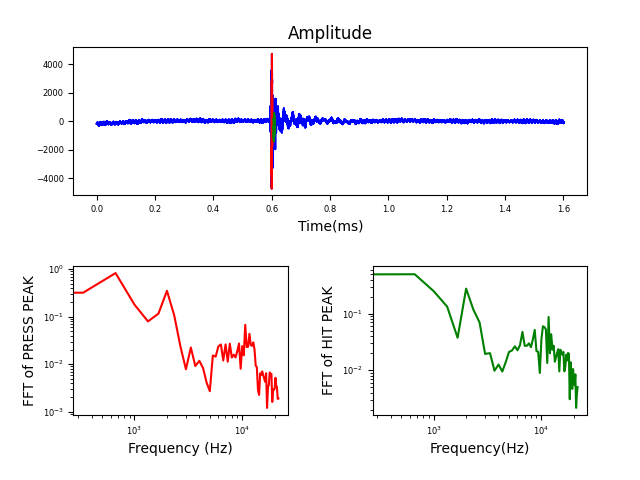 Amplitude
4000
2000
0
−2000
−4000
0.0 0.2 0.4 0.6 0.8 1.0 1.2 1.4 1.6
Time(ms)
FFT of PRESS PEAK
10⁰
10⁻¹
10⁻²
10⁻³
10³ 10⁴
Frequency (Hz)
FFT of HIT PEAK
10⁻¹
10⁻²
10³ 10⁴
Frequency(Hz)